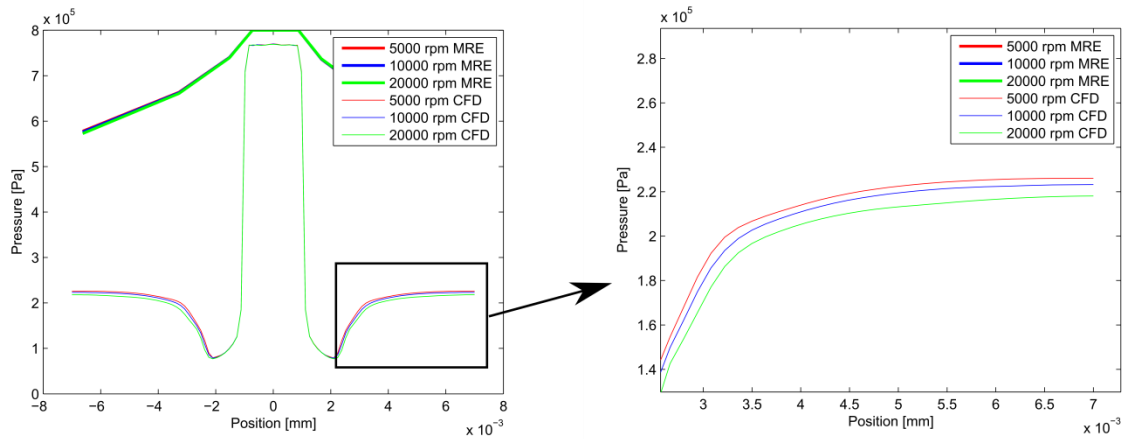 x 10⁵
8
7
6
5
4
3
2
1
0
Pressure [Pa]
5000 rpm MRE
10000 rpm MRE
20000 rpm MRE
5000 rpm CFD
10000 rpm CFD
20000 rpm CFD
−8 −6 −4 −2 0 2 4 6 8
Position [mm]
x 10⁻³
x 10⁵
2.8
2.6
2.4
2.2
2
1.8
1.6
1.4
Pressure [Pa]
5000 rpm MRE
10000 rpm MRE
20000 rpm MRE
5000 rpm CFD
10000 rpm CFD
20000 rpm CFD
3 3.5 4 4.5 5 5.5 6 6.5 7
Position [mm]
x 10⁻³